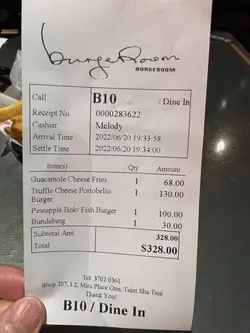 burgeroom
BURGEROOM
Call B10 / Dine In
Receipt No 0000283622
Cashier Melody
Arrival Time 2022/06/20 19:33:58
Settle Time 2022/06/20 19:34:00
Item(s) Qty Amount
Guacamole Cheese Fries 1 68.00
Truffle Cheese Portobello 1 130.00
Burger
Pineapple Hoki Fish Burger 1 100.00
Bundaberg 1 30.00
Subtotal Amt 328.00
Total $328.00
Tel: 3702 0361
Shop 207, L2, Mira Place One, Tsim Sha Tsui
Thank You!
B10 / Dine In